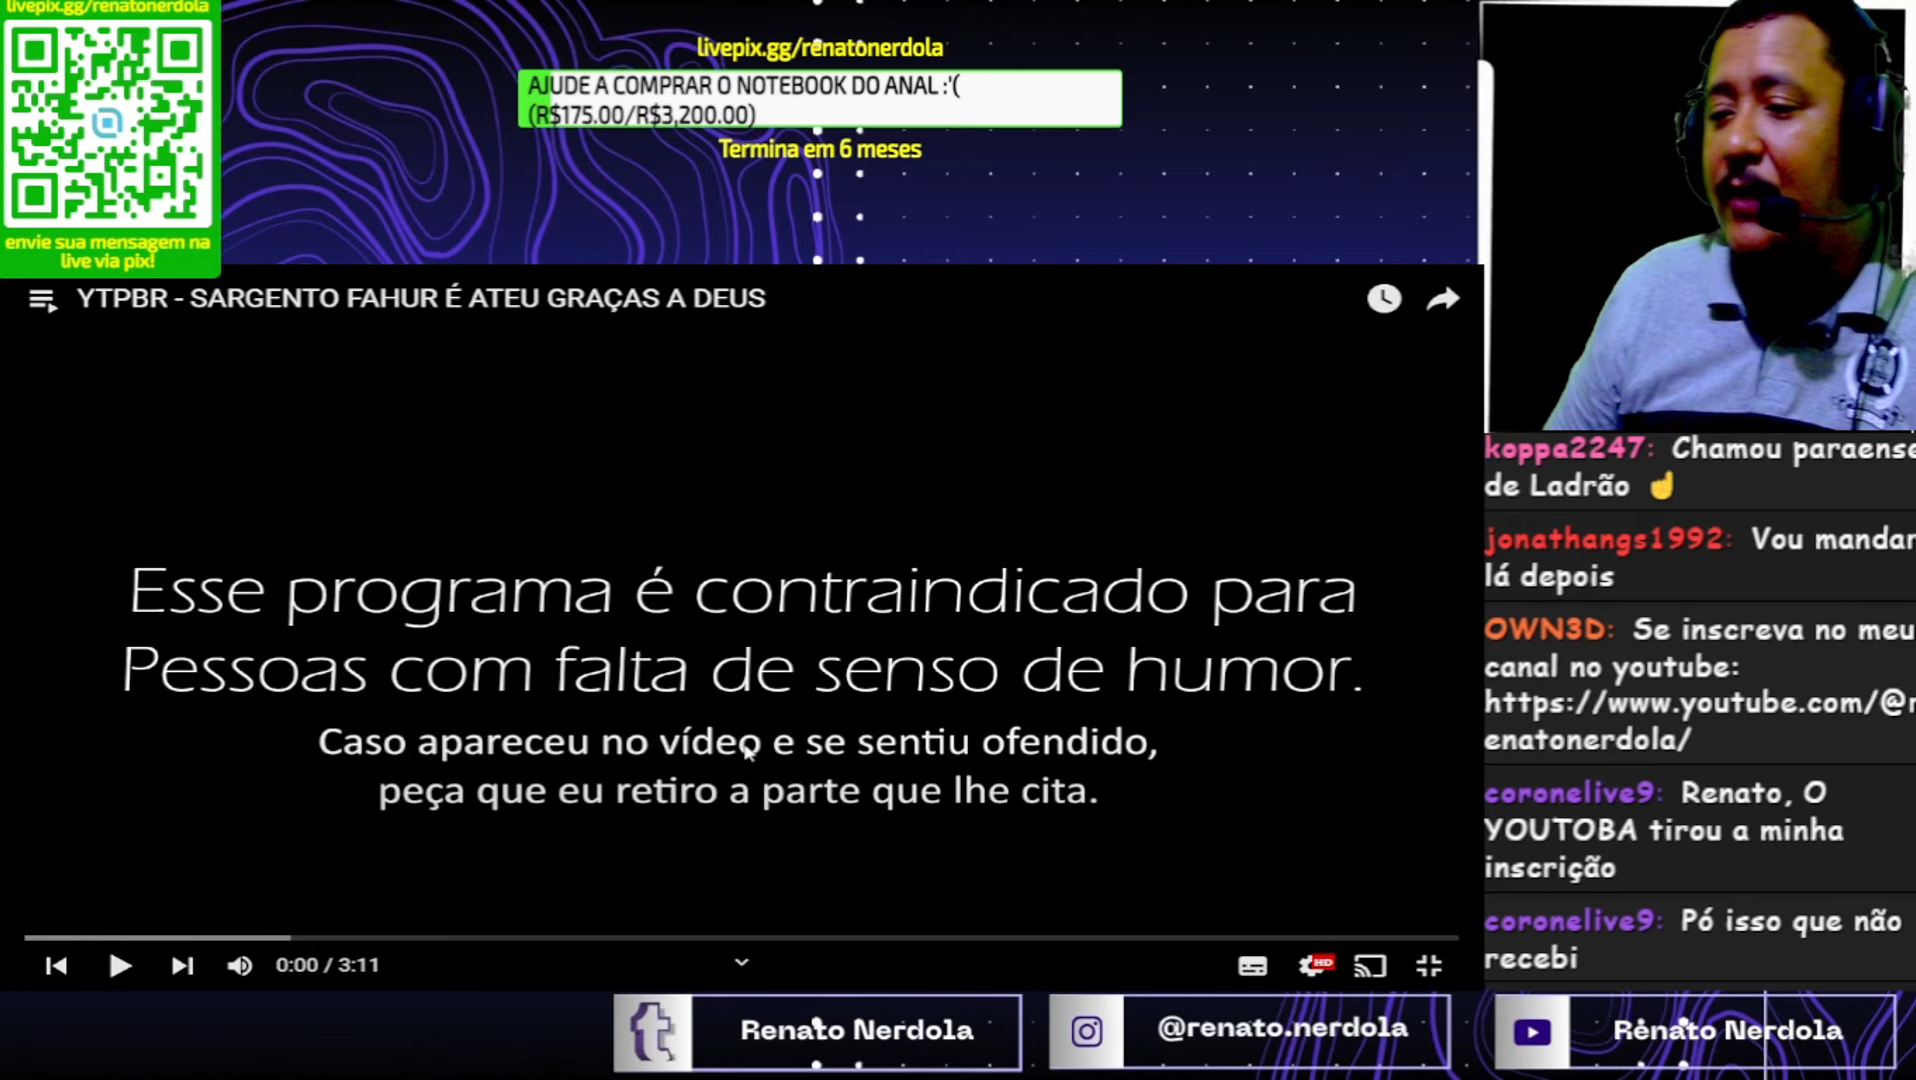 livepix.gg/renatonerdola
envie sua mensagem na
live via pix!
livepix.gg/renatonerdola
AJUDE A COMPRAR O NOTEBOOK DO ANAL :'(
(R$175.00/R$3,200.00)
Termina em 6 meses
YTPBR - SARGENTO FAHUR É ATEU GRAÇAS A DEUS
Esse programa é contraindicado para
Pessoas com falta de senso de humor.
Caso apareceu no vídeo e se sentiu ofendido,
peça que eu retiro a parte que lhe cita.
0:00 / 3:11
HD
koppa2247: Chamou paraense
de Ladrão ☝
jonathangs1992: Vou mandar
lá depois
OWN3D: Se inscreva no meu
canal no youtube:
https://www.youtube.com/@r
enatonerdola/
coronelive9: Renato, O
YOUTOBA tirou a minha
inscrição
coronelive9: Pó isso que não
recebi
Renato Nerdola
@renato.nerdola
Renato Nerdola